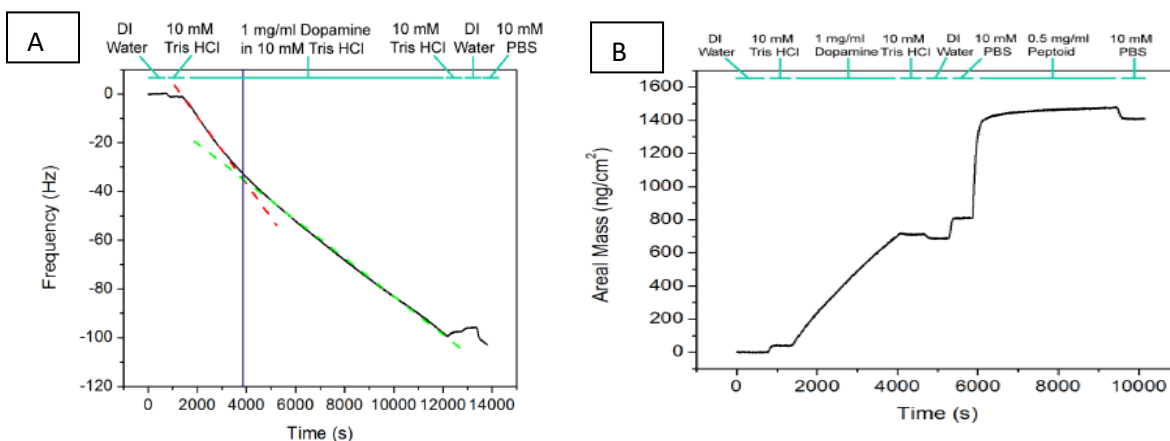 A
DI
Water
10 mM
Tris HCl
1 mg/ml Dopamine
in 10 mM Tris HCl
10 mM
Tris HCl
DI
Water
10 mM
PBS
0
-20
-40
-60
-80
-100
-120
Frequency (Hz)
0 2000 4000 6000 8000 10000 12000 14000
Time (s)
B
DI
Water
10 mM
Tris HCl
1 mg/ml
Dopamine
10 mM
Tris HCl
DI
Water
10 mM
PBS
0.5 mg/ml
Peptoid
10 mM
PBS
1600
1400
1200
1000
800
600
400
200
0
Areal Mass (ng/cm²)
0 2000 4000 6000 8000 10000
Time (s)